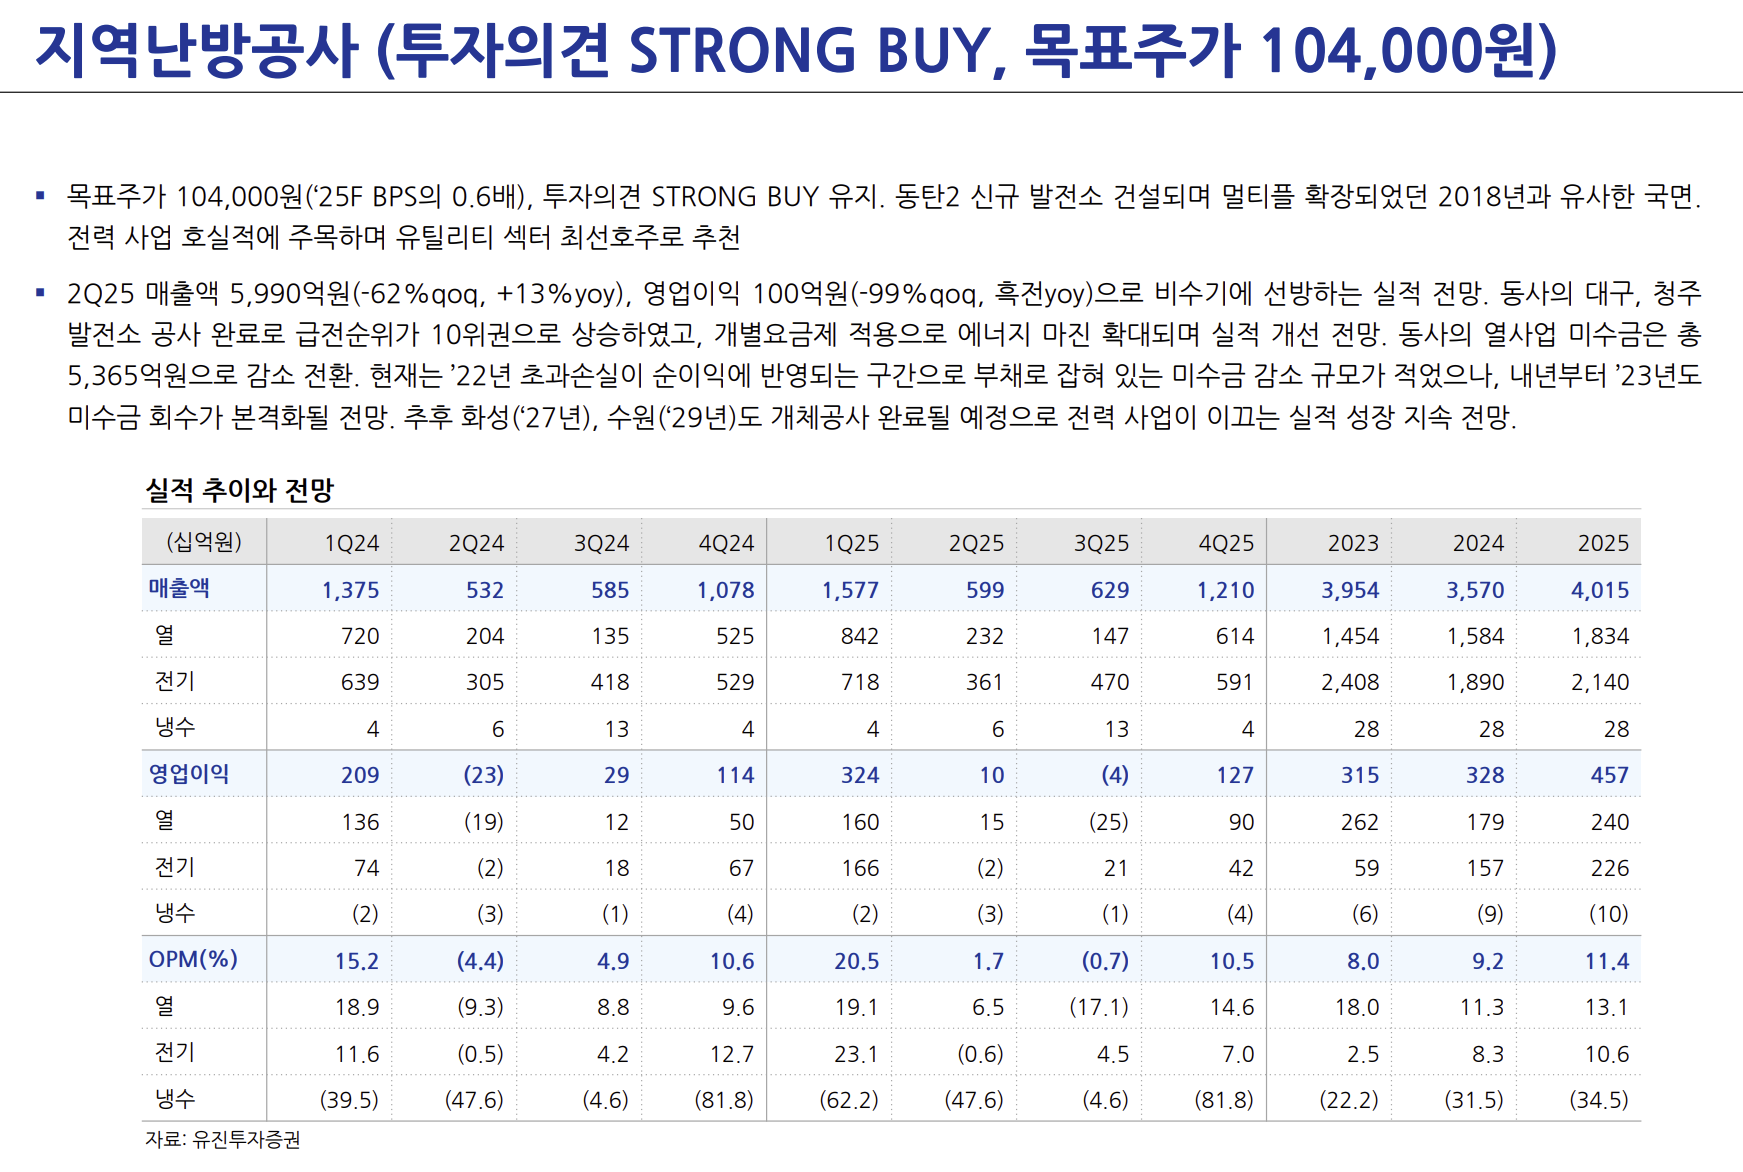 지역난방공사 (투자의견 STRONG BUY, 목표주가 104,000원)
▪ 목표주가 104,000원(‘25F BPS의 0.6배), 투자의견 STRONG BUY 유지. 동탄2 신규 발전소 건설되며 멀티플 확장되었던 2018년과 유사한 국면.
전력 사업 호실적에 주목하며 유틸리티 섹터 최선호주로 추천
▪ 2Q25 매출액 5,990억원(-62%qoq, +13%yoy), 영업이익 100억원(-99%qoq, 흑전yoy)으로 비수기에 선방하는 실적 전망. 동사의 대구, 청주
발전소 공사 완료로 급전순위가 10위권으로 상승하였고, 개별요금제 적용으로 에너지 마진 확대되며 실적 개선 전망. 동사의 열사업 미수금은 총
5,365억원으로 감소 전환. 현재는 ’22년 초과손실이 순이익에 반영되는 구간으로 부채로 잡혀 있는 미수금 감소 규모가 적었으나, 내년부터 ’23년도
미수금 회수가 본격화될 전망. 추후 화성(‘27년), 수원(‘29년)도 개체공사 완료될 예정으로 전력 사업이 이끄는 실적 성장 지속 전망.
실적 추이와 전망
(십억원) 1Q24 2Q24 3Q24 4Q24 1Q25 2Q25 3Q25 4Q25 2023 2024 2025
매출액 1,375 532 585 1,078 1,577 599 629 1,210 3,954 3,570 4,015
열 720 204 135 525 842 232 147 614 1,454 1,584 1,834
전기 639 305 418 529 718 361 470 591 2,408 1,890 2,140
냉수 4 6 13 4 4 6 13 4 28 28 28
영업이익 209 (23) 29 114 324 10 (4) 127 315 328 457
열 136 (19) 12 50 160 15 (25) 90 262 179 240
전기 74 (2) 18 67 166 (2) 21 42 59 157 226
냉수 (2) (3) (1) (4) (2) (3) (1) (4) (6) (9) (10)
OPM(%) 15.2 (4.4) 4.9 10.6 20.5 1.7 (0.7) 10.5 8.0 9.2 11.4
열 18.9 (9.3) 8.8 9.6 19.1 6.5 (17.1) 14.6 18.0 11.3 13.1
전기 11.6 (0.5) 4.2 12.7 23.1 (0.6) 4.5 7.0 2.5 8.3 10.6
냉수 (39.5) (47.6) (4.6) (81.8) (62.2) (47.6) (4.6) (81.8) (22.2) (31.5) (34.5)
자료: 유진투자증권